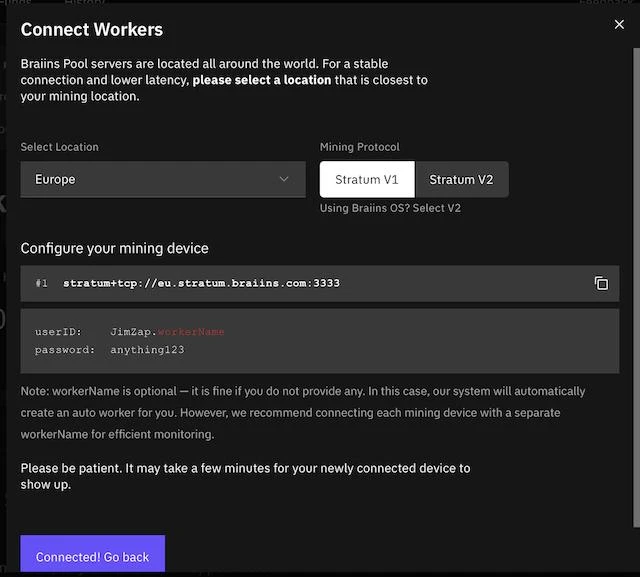 Connect Workers
Braiins Pool servers are located all around the world. For a stable
connection and lower latency, please select a location that is closest to
your mining location.
Select Location
Mining Protocol
Europe
Stratum V1
Stratum V2
Using Braiins OS? Select V2
Configure your mining device
#1 stratum+tcp://eu.stratum.braiins.com:3333
userID: JimZap.workerName
password: anything123
Note: workerName is optional — it is fine if you do not provide any. In this case, our system will automatically
create an auto worker for you. However, we recommend connecting each mining device with a separate
workerName for efficient monitoring.
Please be patient. It may take a few minutes for your newly connected device to
show up.
Connected! Go back